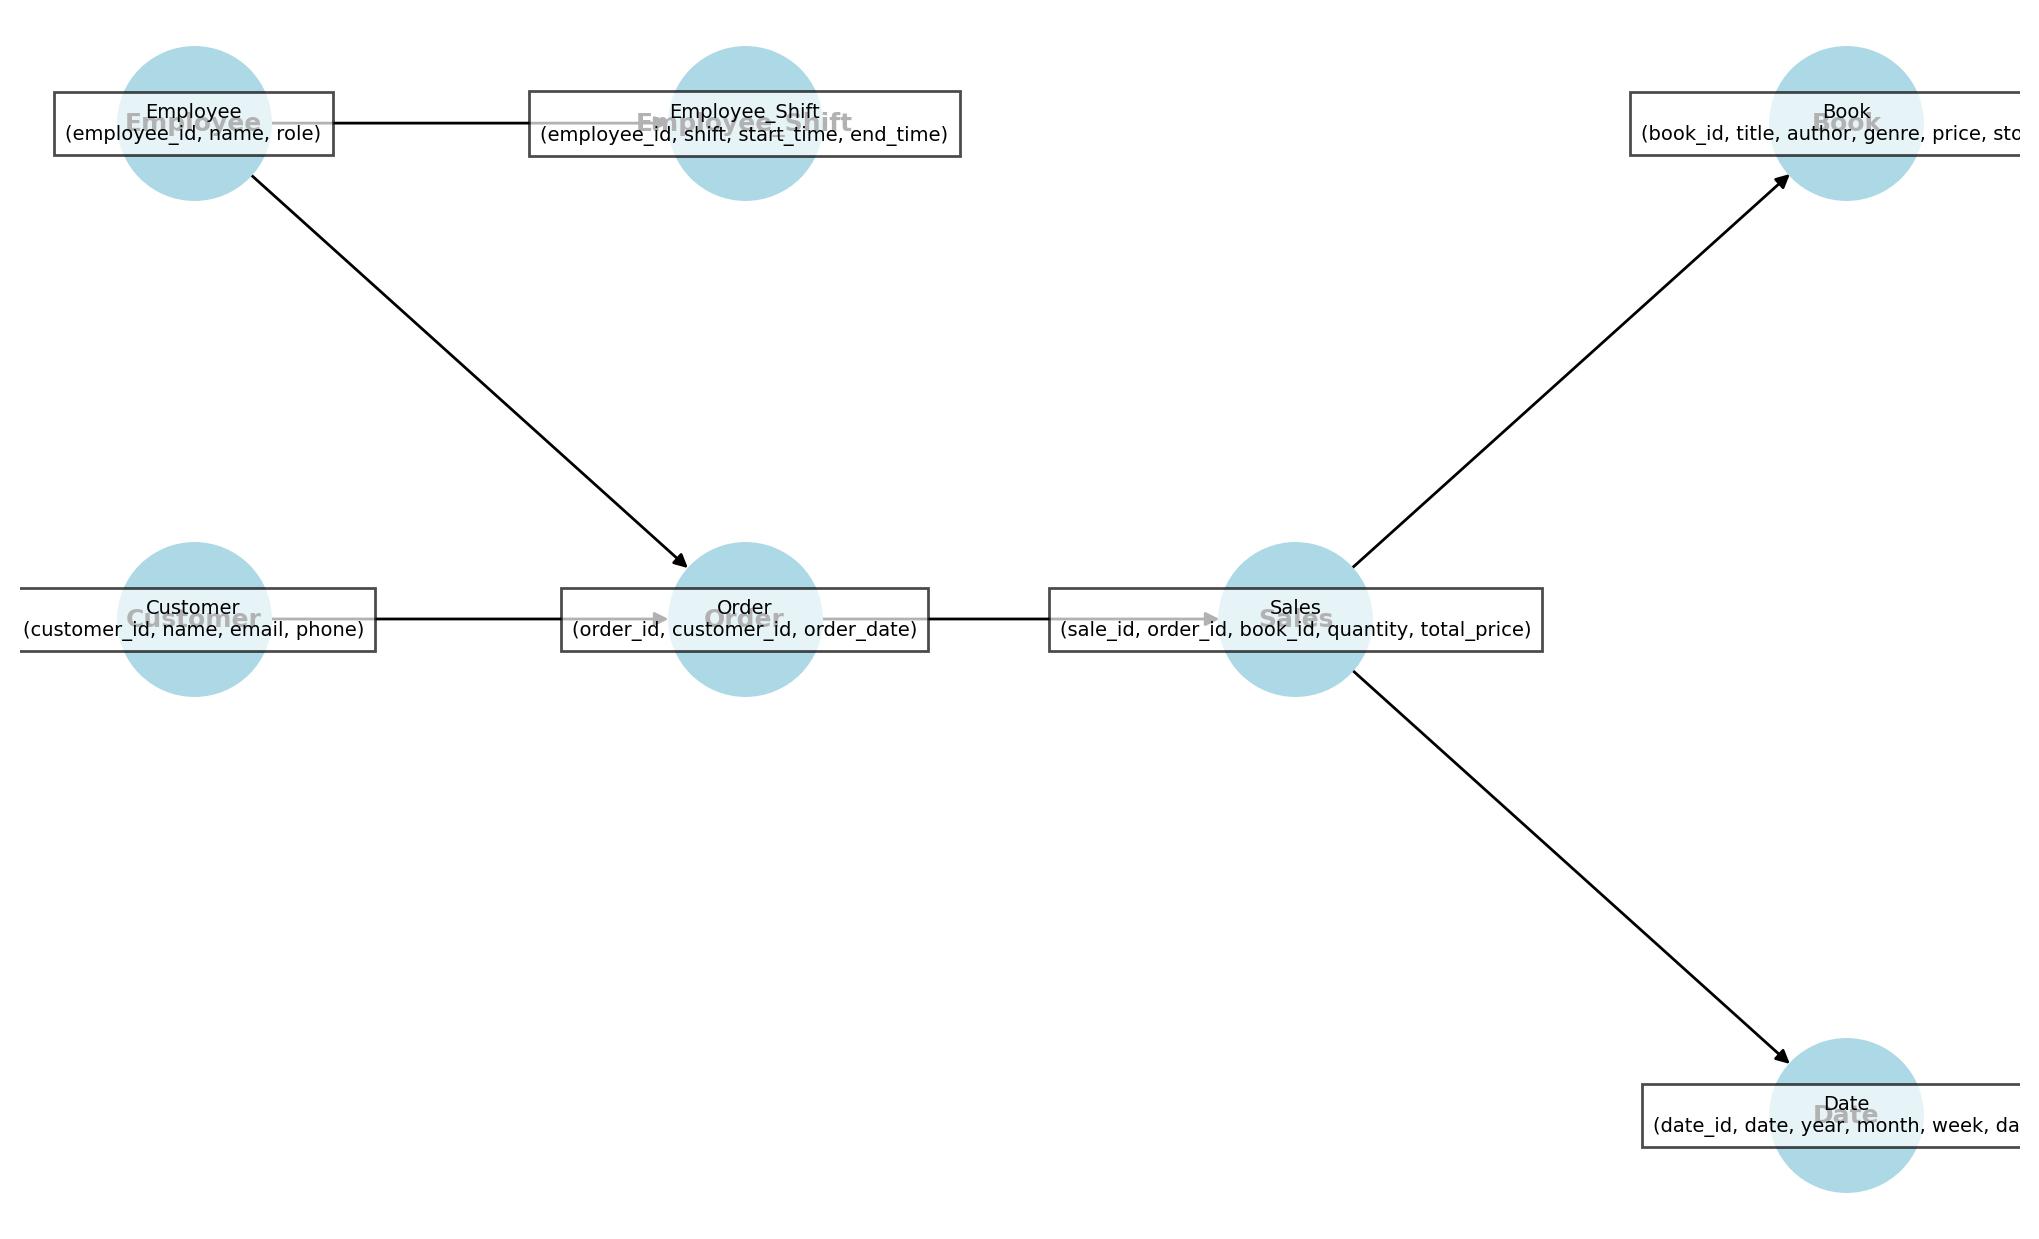 Employee
Employee
(employee_id, name, role)
Employee_Shift
Employee_Shift
(employee_id, shift, start_time, end_time)
Book
Book
(book_id, title, author, genre, price, sto
Customer
Customer
(customer_id, name, email, phone)
Order
Order
(order_id, customer_id, order_date)
Sales
Sales
(sale_id, order_id, book_id, quantity, total_price)
Date
Date
(date_id, date, year, month, week, da